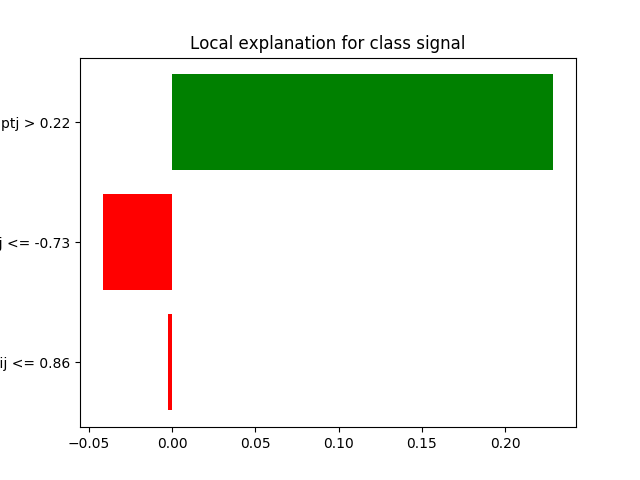 Local explanation for class signal
ptj > 0.22
j <= -0.73
ij <= 0.86
−0.05 0.00 0.05 0.10 0.15 0.20